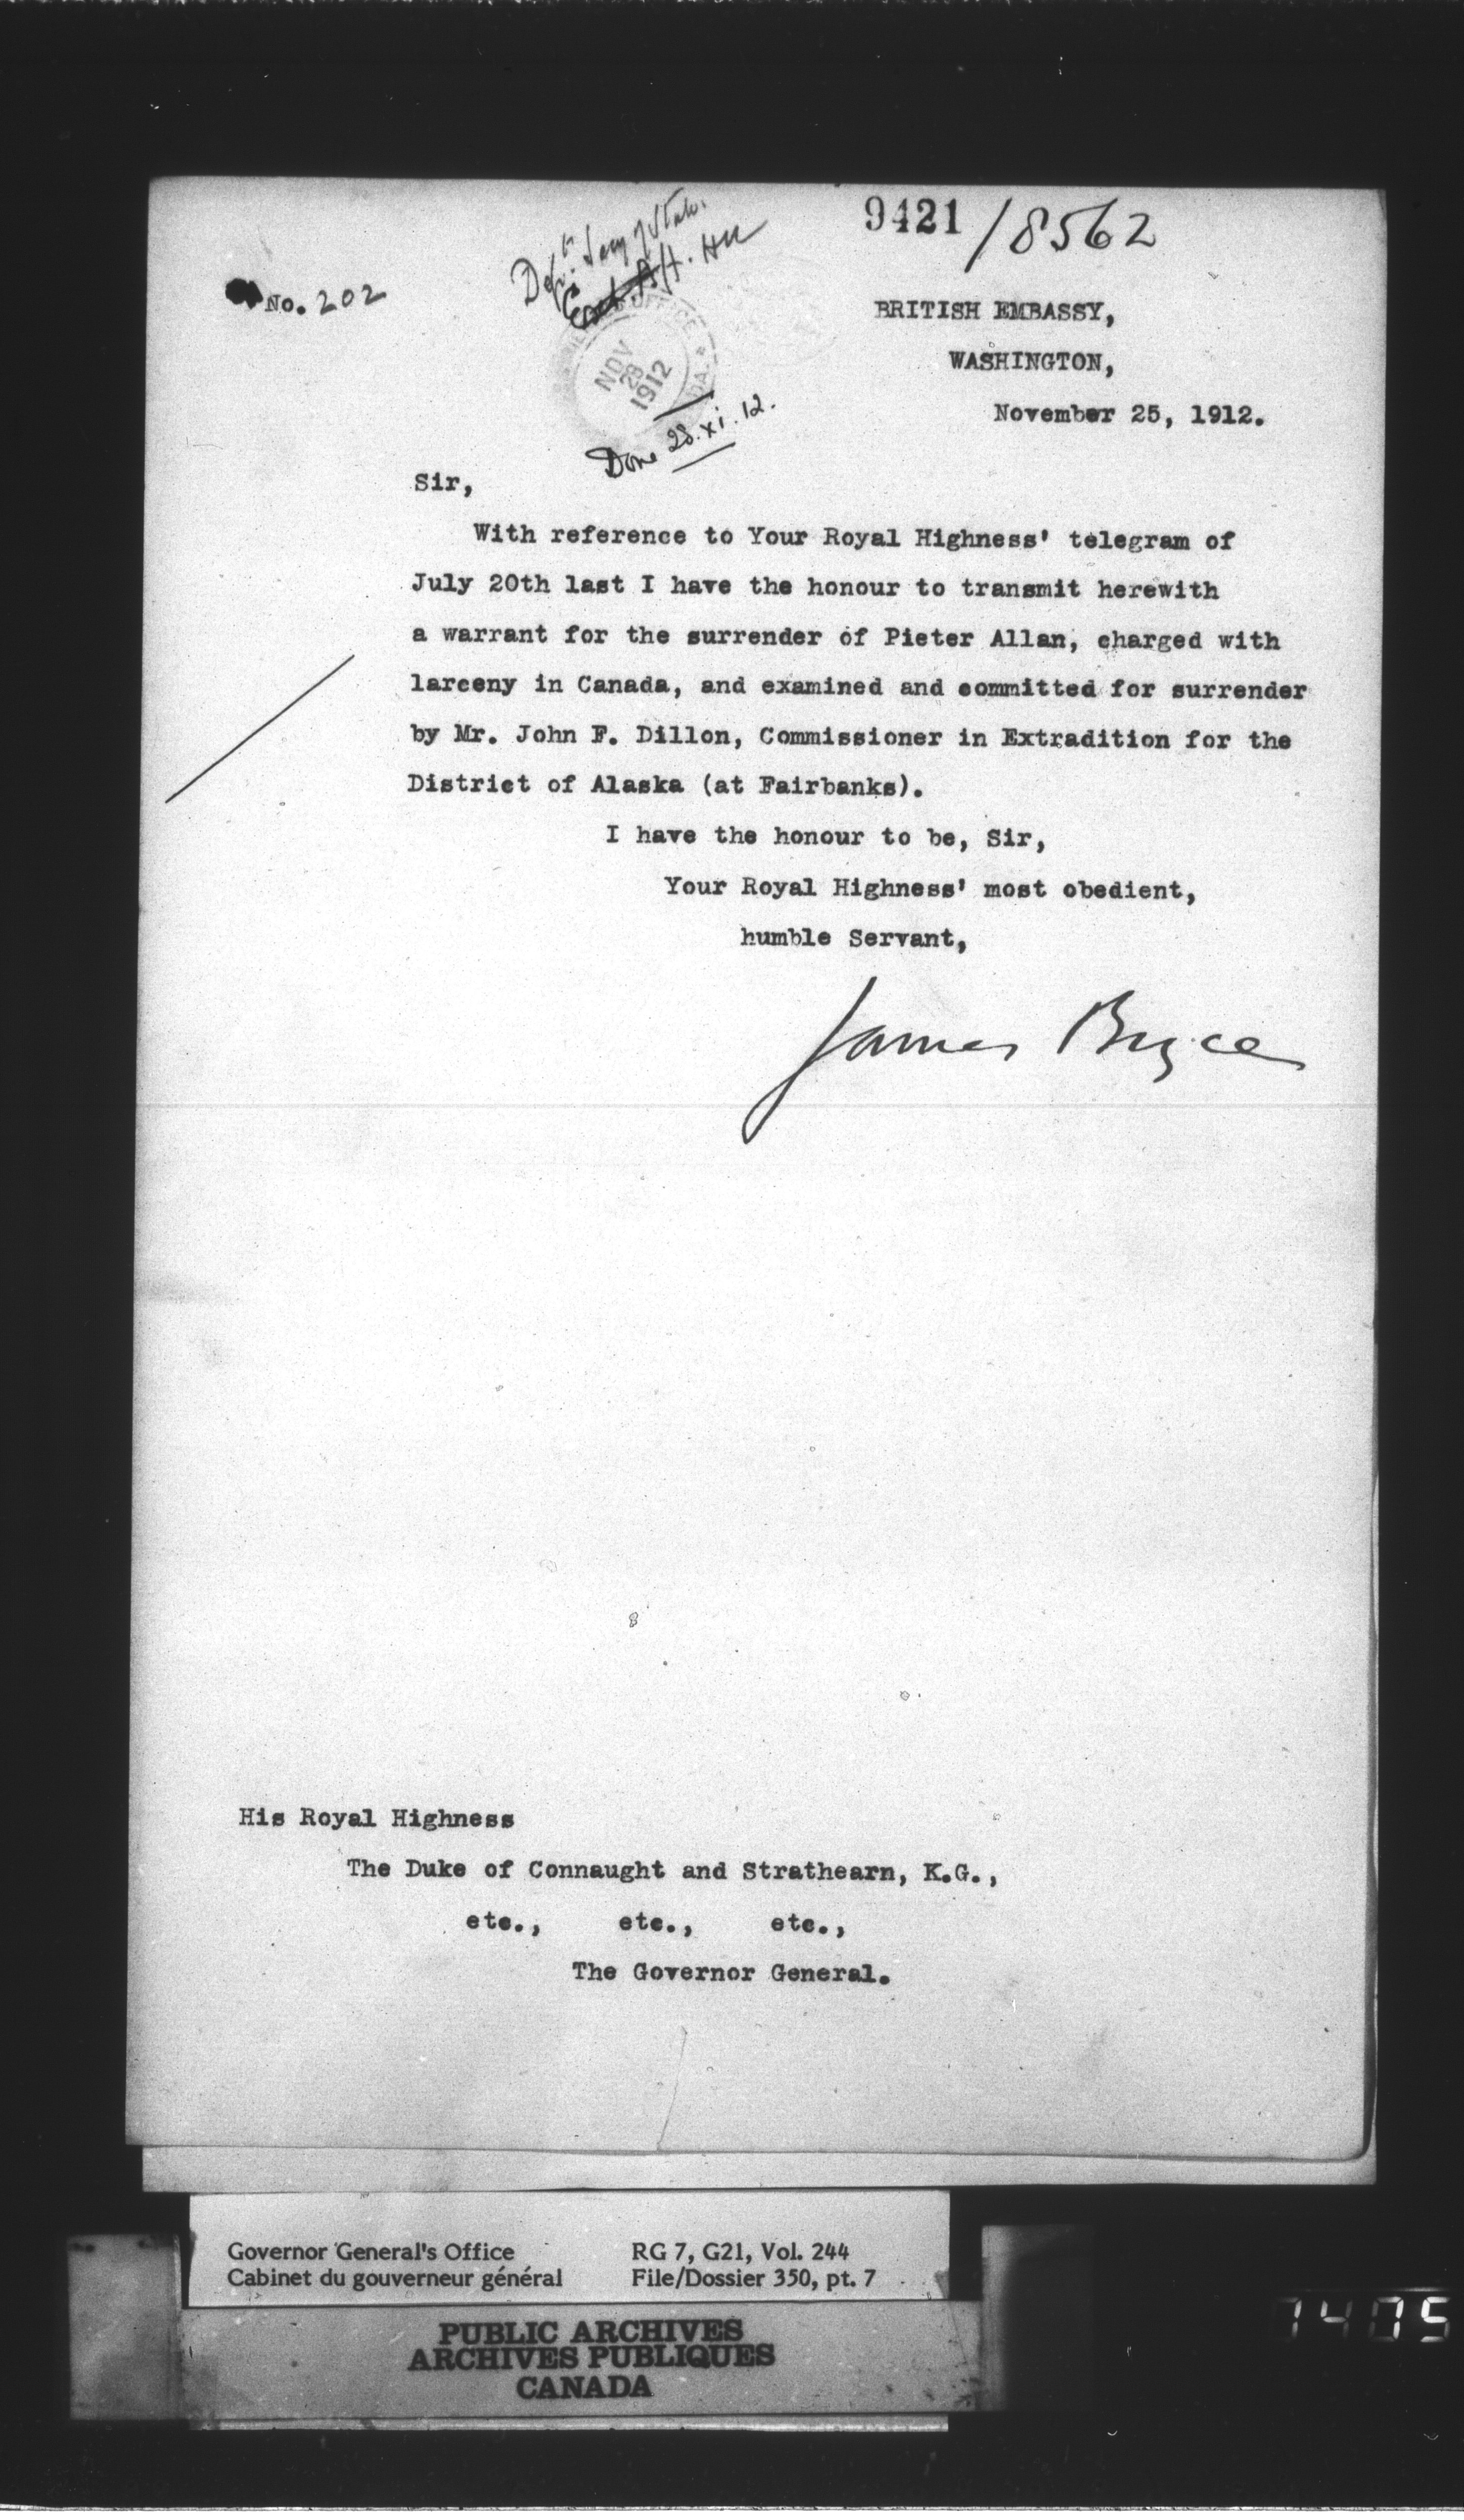 9421 / 8562
Dept. Secy of State.
No. 202
BRITISH EMBASSY,
OFFICE
WASHINGTON,
NOV
28
1912
November 25, 1912.
Done 28.xi.12.
Sir,
With reference to Your Royal Highness' telegram of
July 20th last I have the honour to transmit herewith
a warrant for the surrender of Pieter Allan, charged with
larceny in Canada, and examined and committed for surrender
by Mr. John F. Dillon, Commissioner in Extradition for the
District of Alaska (at Fairbanks).
I have the honour to be, Sir,
Your Royal Highness' most obedient,
humble Servant,
James Bryce
His Royal Highness
The Duke of Connaught and Strathearn, K.G.,
etc., etc., etc.,
The Governor General.
Governor General's Office RG 7, G21, Vol. 244
Cabinet du gouverneur général File/Dossier 350, pt. 7
PUBLIC ARCHIVES
ARCHIVES PUBLIQUES
CANADA
1405